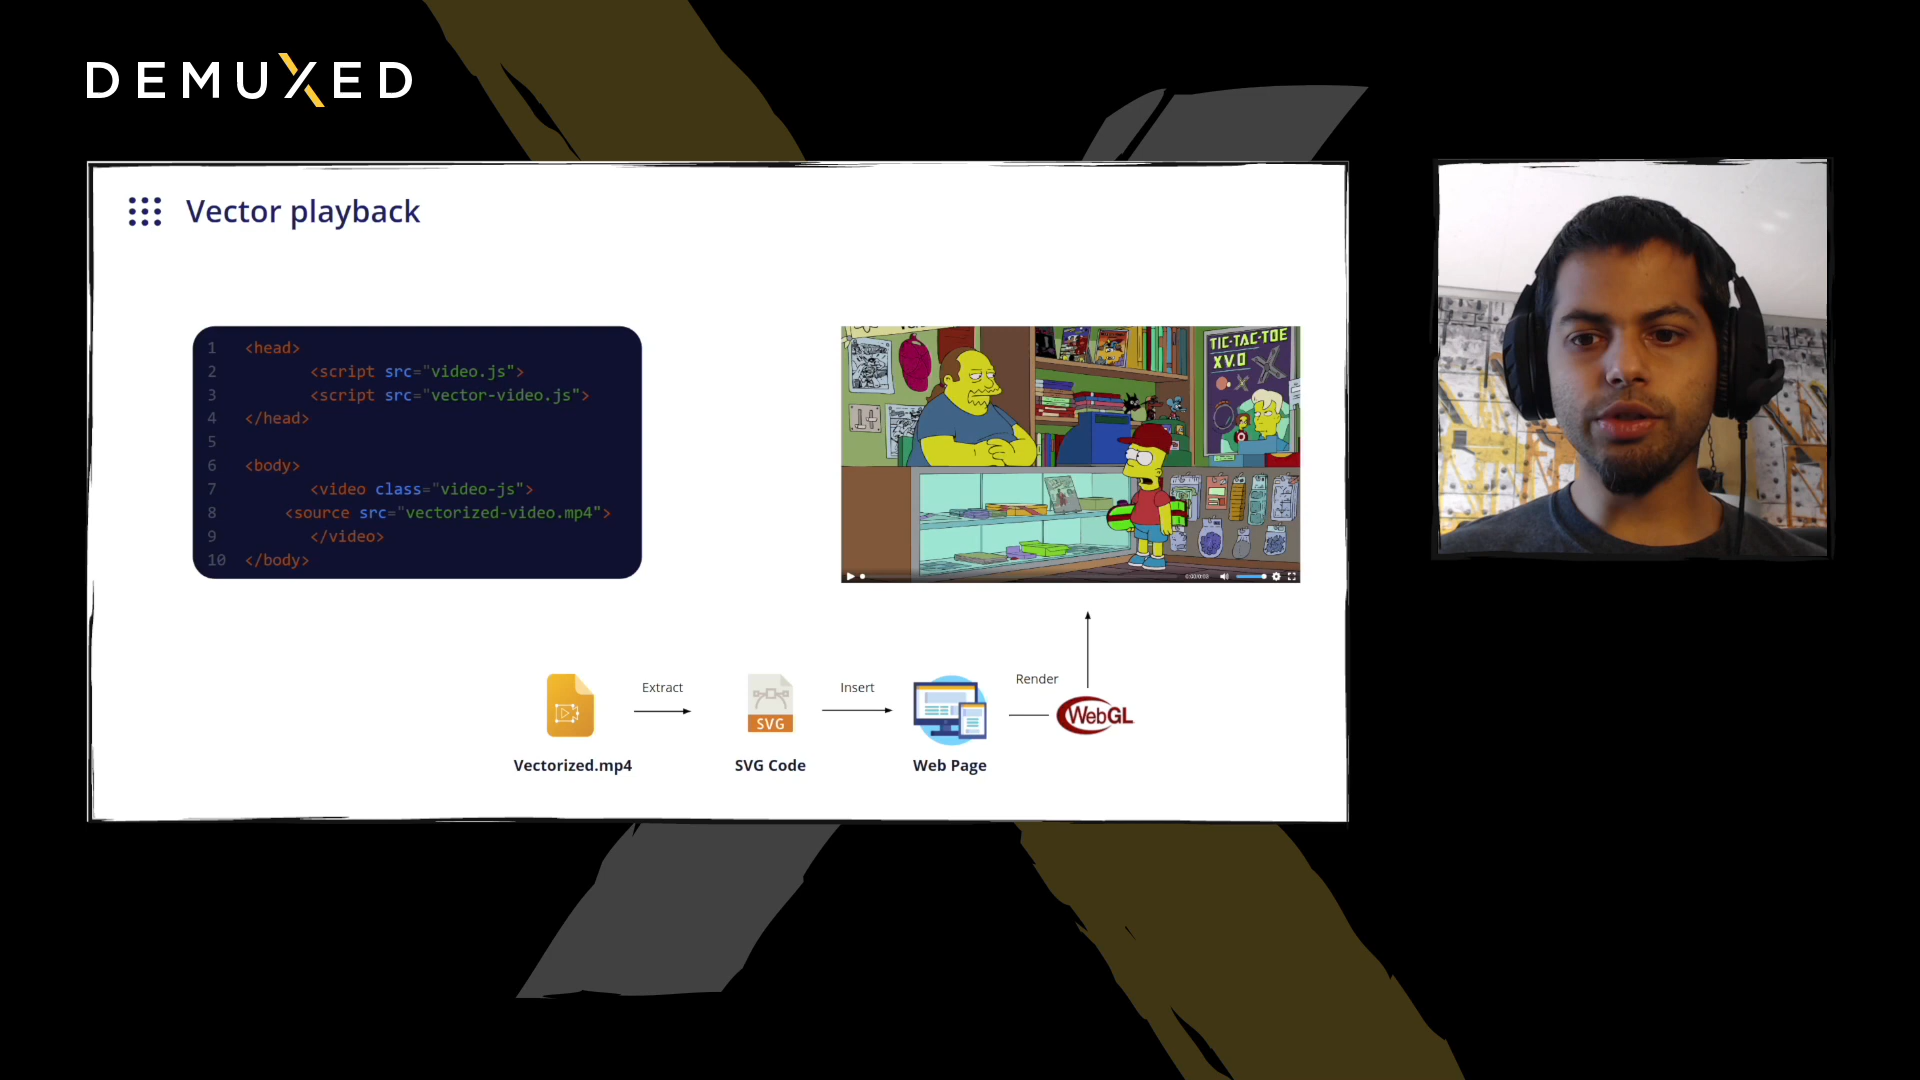 DEMUXED
Vector playback
1 <head>
2 <script src="video.js">
3 <script src="vector-video.js">
4 </head>
5
6 <body>
7 <video class="video-js">
8 <source src="vectorized-video.mp4">
9 </video>
10 </body>
TIC-TAC-TOE
XV.0
Extract
Insert
Render
SVG
WebGL
Vectorized.mp4
SVG Code
Web Page